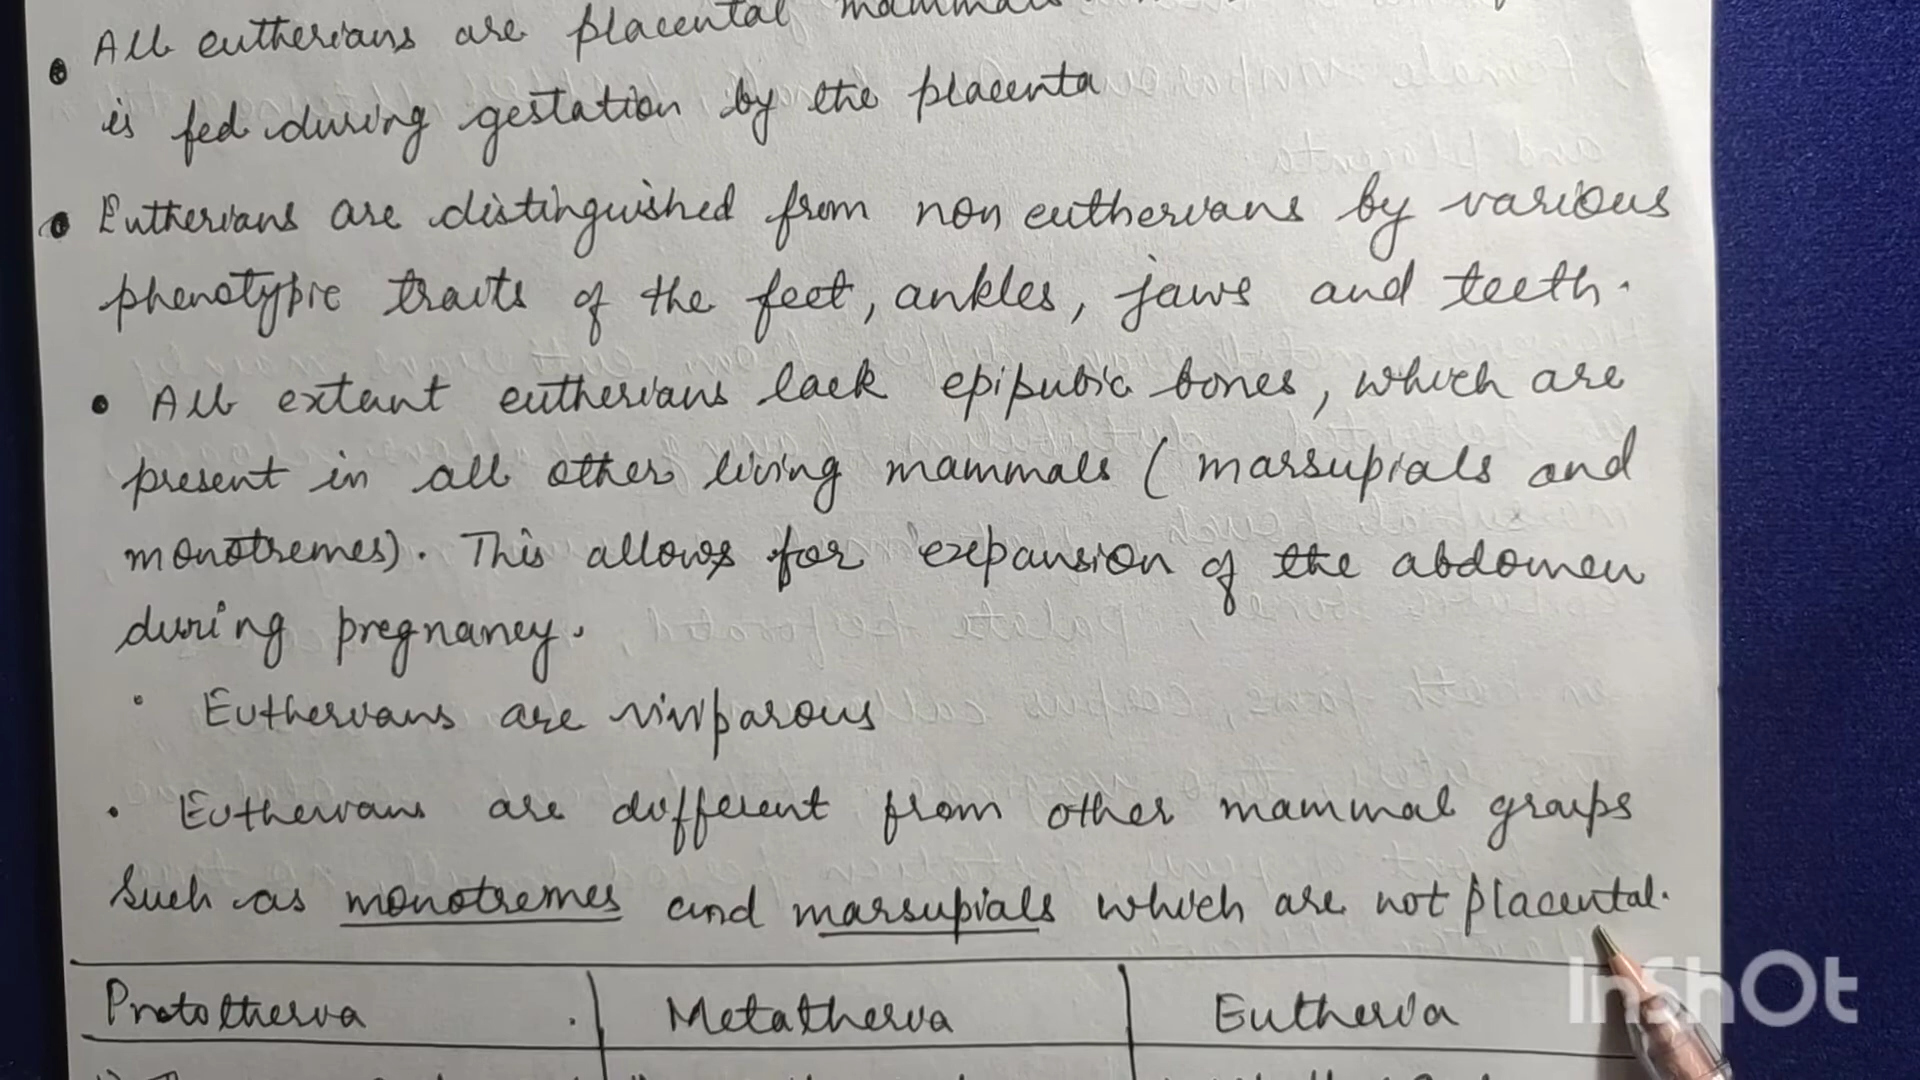 All eutherians are placental mammals
is fed during gestation by the placenta
Eutherians are distinguished from non eutherians by various
phenotypic traits of the feet, ankles, jaws and teeth.
All extant eutherians lack epipubic bones, which are
present in all other living mammals (marsupials and
monotremes). This allows for expansion of the abdomen
during pregnancy.
Eutherians are viviparous
Eutherians are different from other mammal groups
such as monotremes and marsupials which are not placental.
Prototheria Metatheria Eutheria
InShOt